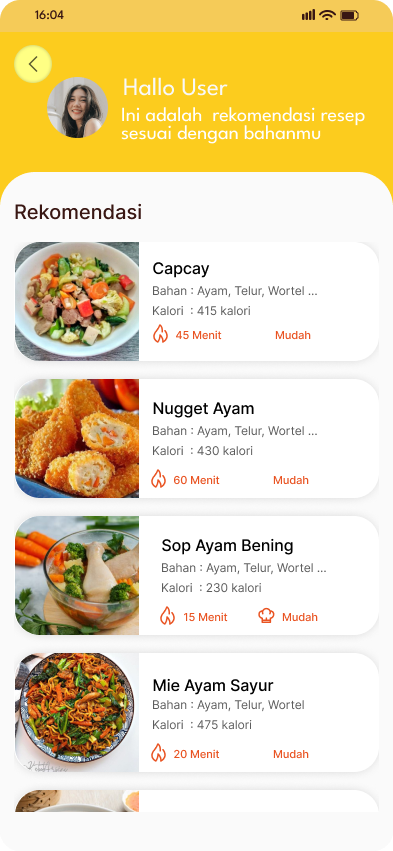 16:04
Hallo User
Ini adalah rekomendasi resep
sesuai dengan bahanmu
Rekomendasi
Capcay
Bahan : Ayam, Telur, Wortel ...
Kalori : 415 kalori
45 Menit Mudah
Nugget Ayam
Bahan : Ayam, Telur, Wortel ...
Kalori : 430 kalori
60 Menit Mudah
Sop Ayam Bening
Bahan : Ayam, Telur, Wortel ...
Kalori : 230 kalori
15 Menit Mudah
Mie Ayam Sayur
Bahan : Ayam, Telur, Wortel
Kalori : 475 kalori
20 Menit Mudah